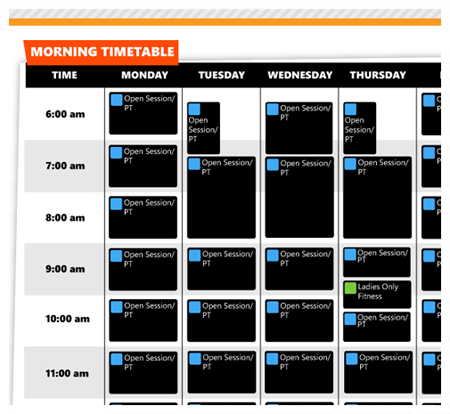 MORNING TIMETABLE
TIME MONDAY TUESDAY WEDNESDAY THURSDAY
6:00 am
Open Session/
PT
Open
Session/
PT
Open Session/
PT
Open
Session/
PT
7:00 am
Open Session/
PT
Open Session/
PT
Open Session/
PT
Open Session/
PT
8:00 am
Open Session/
PT
9:00 am
Open Session/
PT
Open Session/
PT
Open Session/
PT
Open Session/
PT
Ladies Only
Fitness
10:00 am
Open Session/
PT
Open Session/
PT
Open Session/
PT
Open Session/
PT
11:00 am
Open Session/
PT
Open Session/
PT
Open Session/
PT
Open Session/
PT